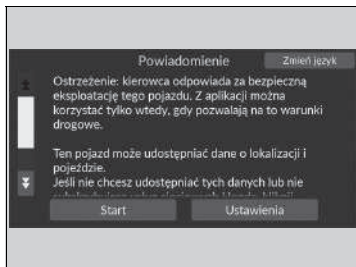 Powiadomienie
Zmień język
Ostrzeżenie: kierowca odpowiada za bezpieczną
eksploatację tego pojazdu. Z aplikacji można
korzystać tylko wtedy, gdy pozwalają na to warunki
drogowe.
Ten pojazd może udostępniać dane o lokalizacji i
pojeździe.
Jeśli nie chcesz udostępniać tych danych lub nie
Start
Ustawienia